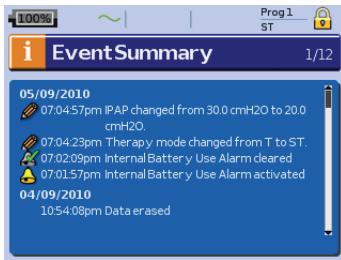 100%
Prog 1
ST
i Event Summary 1/12
05/09/2010
07:04:57pm IPAP changed from 30.0 cmH2O to 20.0
cmH2O.
07:04:23pm Therapy mode changed from T to ST.
07:02:09pm Internal Battery Use Alarm cleared
07:01:57pm Internal Battery Use Alarm activated
04/09/2010
10:54:08pm Data erased